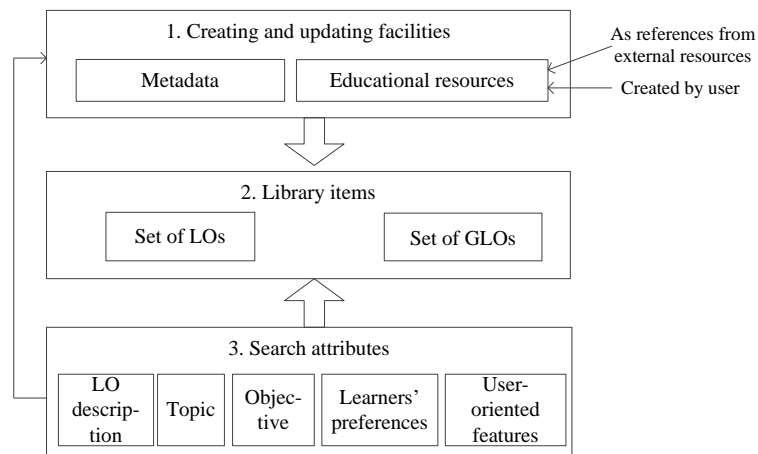 1. Creating and updating facilities
As references from
external resources
Metadata
Educational resources
Created by user
2. Library items
Set of LOs
Set of GLOs
3. Search attributes
LO
descrip-
tion
Topic
Objec-
tive
Learners’
preferences
User-
oriented
features